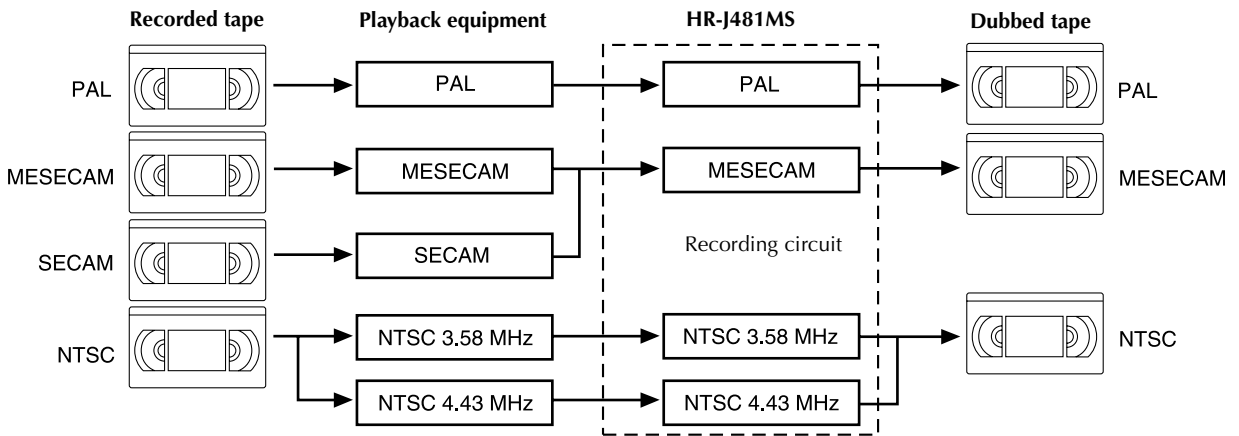 Recorded tape Playback equipment HR-J481MS Dubbed tape
PAL PAL PAL PAL
MESECAM MESECAM MESECAM MESECAM
SECAM SECAM Recording circuit
NTSC NTSC 3.58 MHz NTSC 3.58 MHz NTSC
NTSC 4.43 MHz NTSC 4.43 MHz